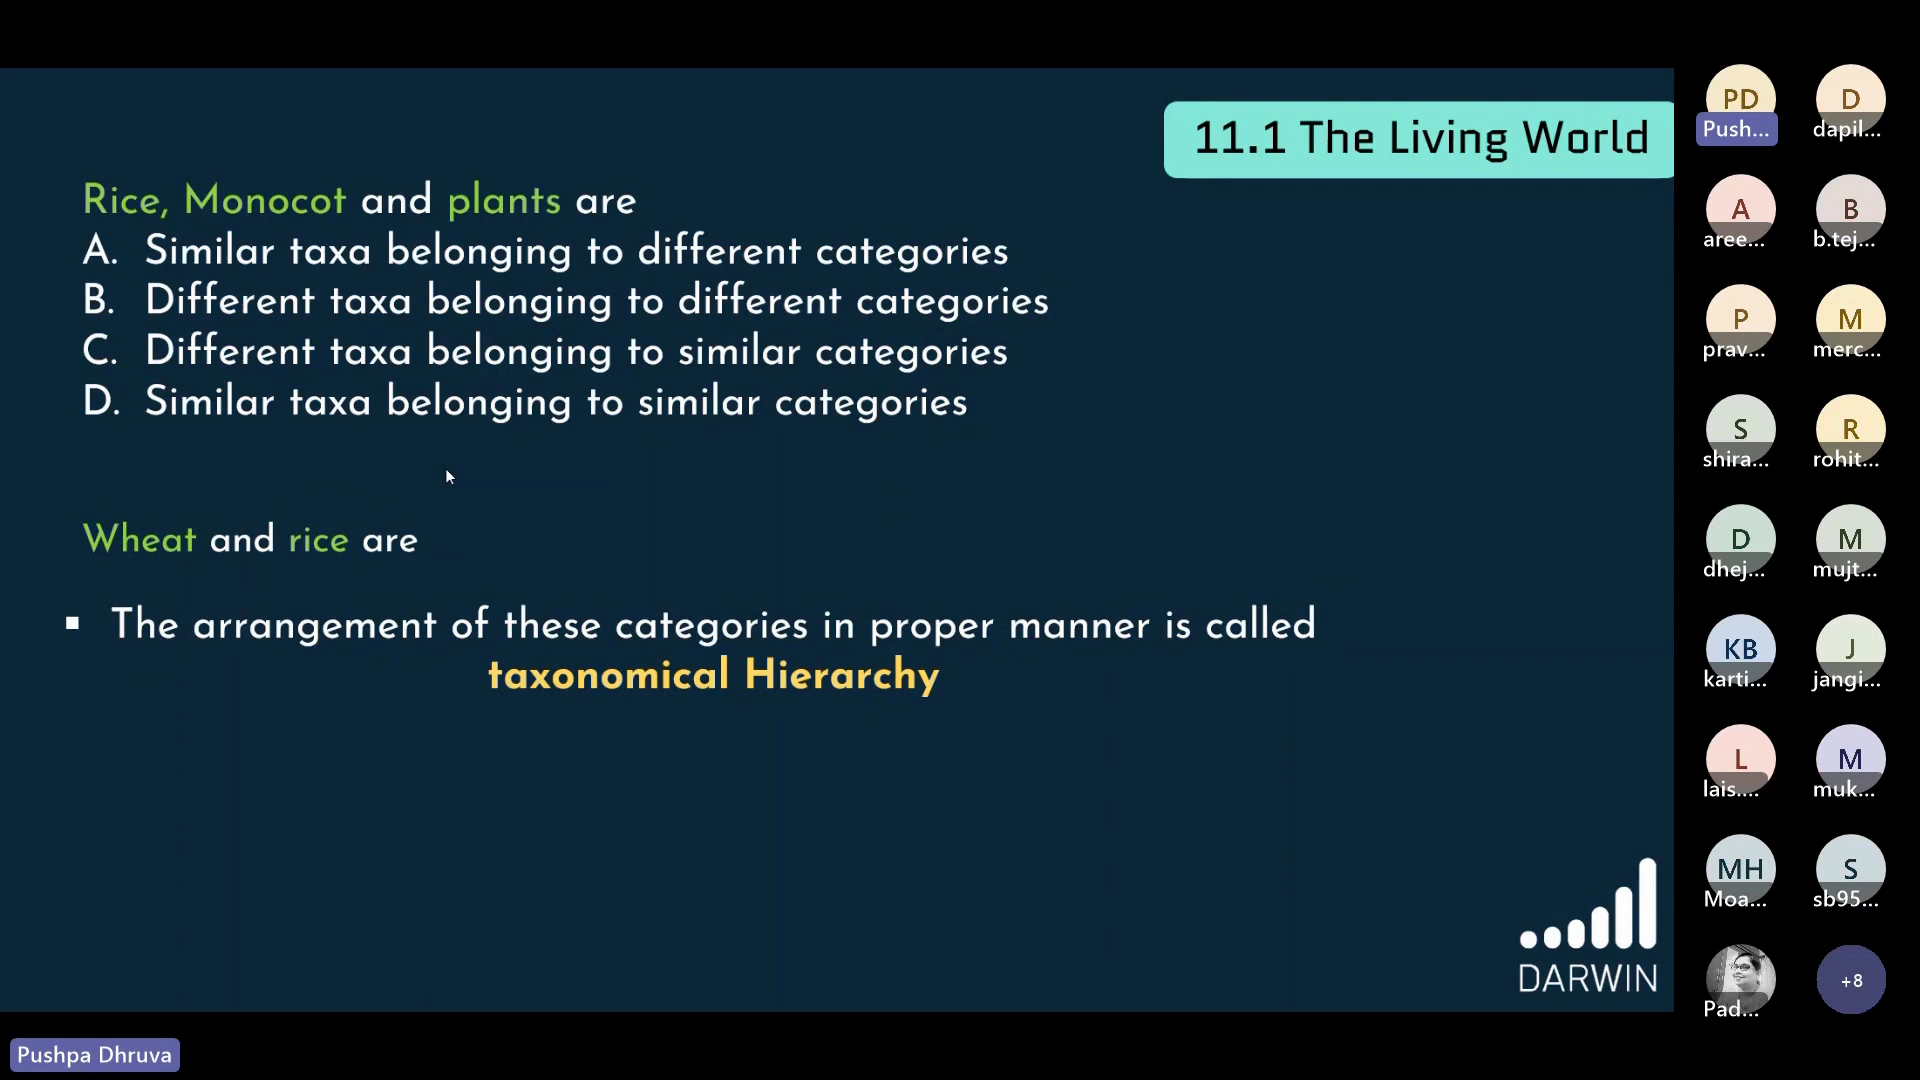 11.1 The Living World
Rice, Monocot and plants are
A. Similar taxa belonging to different categories
B. Different taxa belonging to different categories
C. Different taxa belonging to similar categories
D. Similar taxa belonging to similar categories
Wheat and rice are
▪ The arrangement of these categories in proper manner is called
taxonomical Hierarchy
DARWIN
PD D
Push... dapil...
A B
aree... b.tej...
P M
prav... merc...
S R
shira... rohit...
D M
dhej... mujt...
KB J
karti... jangi...
L M
lais.... muk...
MH S
Moa... sb95...
Pad... +8
Pushpa Dhruva